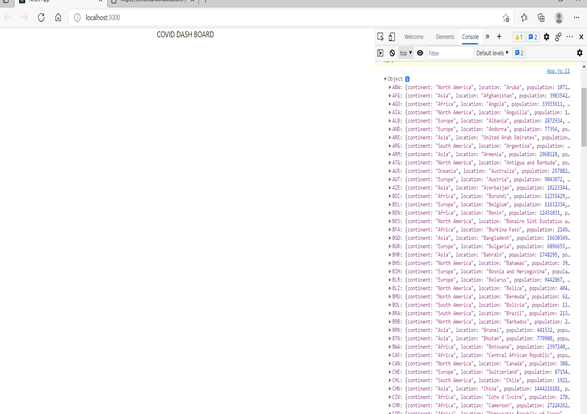 localhost:3000
COVID DASH BOARD
Welcome Elements Console » + 1 2
top Filter Default levels 2
App.js:11
Object
ABW: {continent: "North America", location: "Aruba", population: 1071…
AFG: {continent: "Asia", location: "Afghanistan", population: 3983542…
AGO: {continent: "Africa", location: "Angola", population: 33933611,…
AIA: {continent: "North America", location: "Anguilla", population: 1…
ALB: {continent: "Europe", location: "Albania", population: 2872934,…
AND: {continent: "Europe", location: "Andorra", population: 77354, po…
ARE: {continent: "Asia", location: "United Arab Emirates", population…
ARG: {continent: "South America", location: "Argentina", population:…
ARM: {continent: "Asia", location: "Armenia", population: 2968128, po…
ATG: {continent: "North America", location: "Antigua and Barbuda", po…
AUS: {continent: "Oceania", location: "Australia", population: 257882…
AUT: {continent: "Europe", location: "Austria", population: 9043072,…
AZE: {continent: "Asia", location: "Azerbaijan", population: 10223344…
BDI: {continent: "Africa", location: "Burundi", population: 12255429,…
BEL: {continent: "Europe", location: "Belgium", population: 11632334,…
BEN: {continent: "Africa", location: "Benin", population: 12451031, p…
BES: {continent: "North America", location: "Bonaire Sint Eustatius a…
BFA: {continent: "Africa", location: "Burkina Faso", population: 2149…
BGD: {continent: "Asia", location: "Bangladesh", population: 16630349…
BGR: {continent: "Europe", location: "Bulgaria", population: 6896655,…
BHR: {continent: "Asia", location: "Bahrain", population: 1748295, po…
BHS: {continent: "North America", location: "Bahamas", population: 39…
BIH: {continent: "Europe", location: "Bosnia and Herzegovina", popula…
BLR: {continent: "Europe", location: "Belarus", population: 9442867,…
BLZ: {continent: "North America", location: "Belize", population: 404…
BMU: {continent: "North America", location: "Bermuda", population: 62…
BOL: {continent: "South America", location: "Bolivia", population: 11…
BRA: {continent: "South America", location: "Brazil", population: 213…
BRB: {continent: "North America", location: "Barbados", population: 2…
BRN: {continent: "Asia", location: "Brunei", population: 441532, popu…
BTN: {continent: "Asia", location: "Bhutan", population: 779900, popu…
BWA: {continent: "Africa", location: "Botswana", population: 2397240,…
CAF: {continent: "Africa", location: "Central African Republic", popu…
CAN: {continent: "North America", location: "Canada", population: 380…
CHE: {continent: "Europe", location: "Switzerland", population: 87154…
CHL: {continent: "South America", location: "Chile", population: 1921…
CHN: {continent: "Asia", location: "China", population: 1444216102, p…
CIV: {continent: "Africa", location: "Cote d'Ivoire", population: 270…
CMR: {continent: "Africa", location: "Cameroon", population: 27224262…